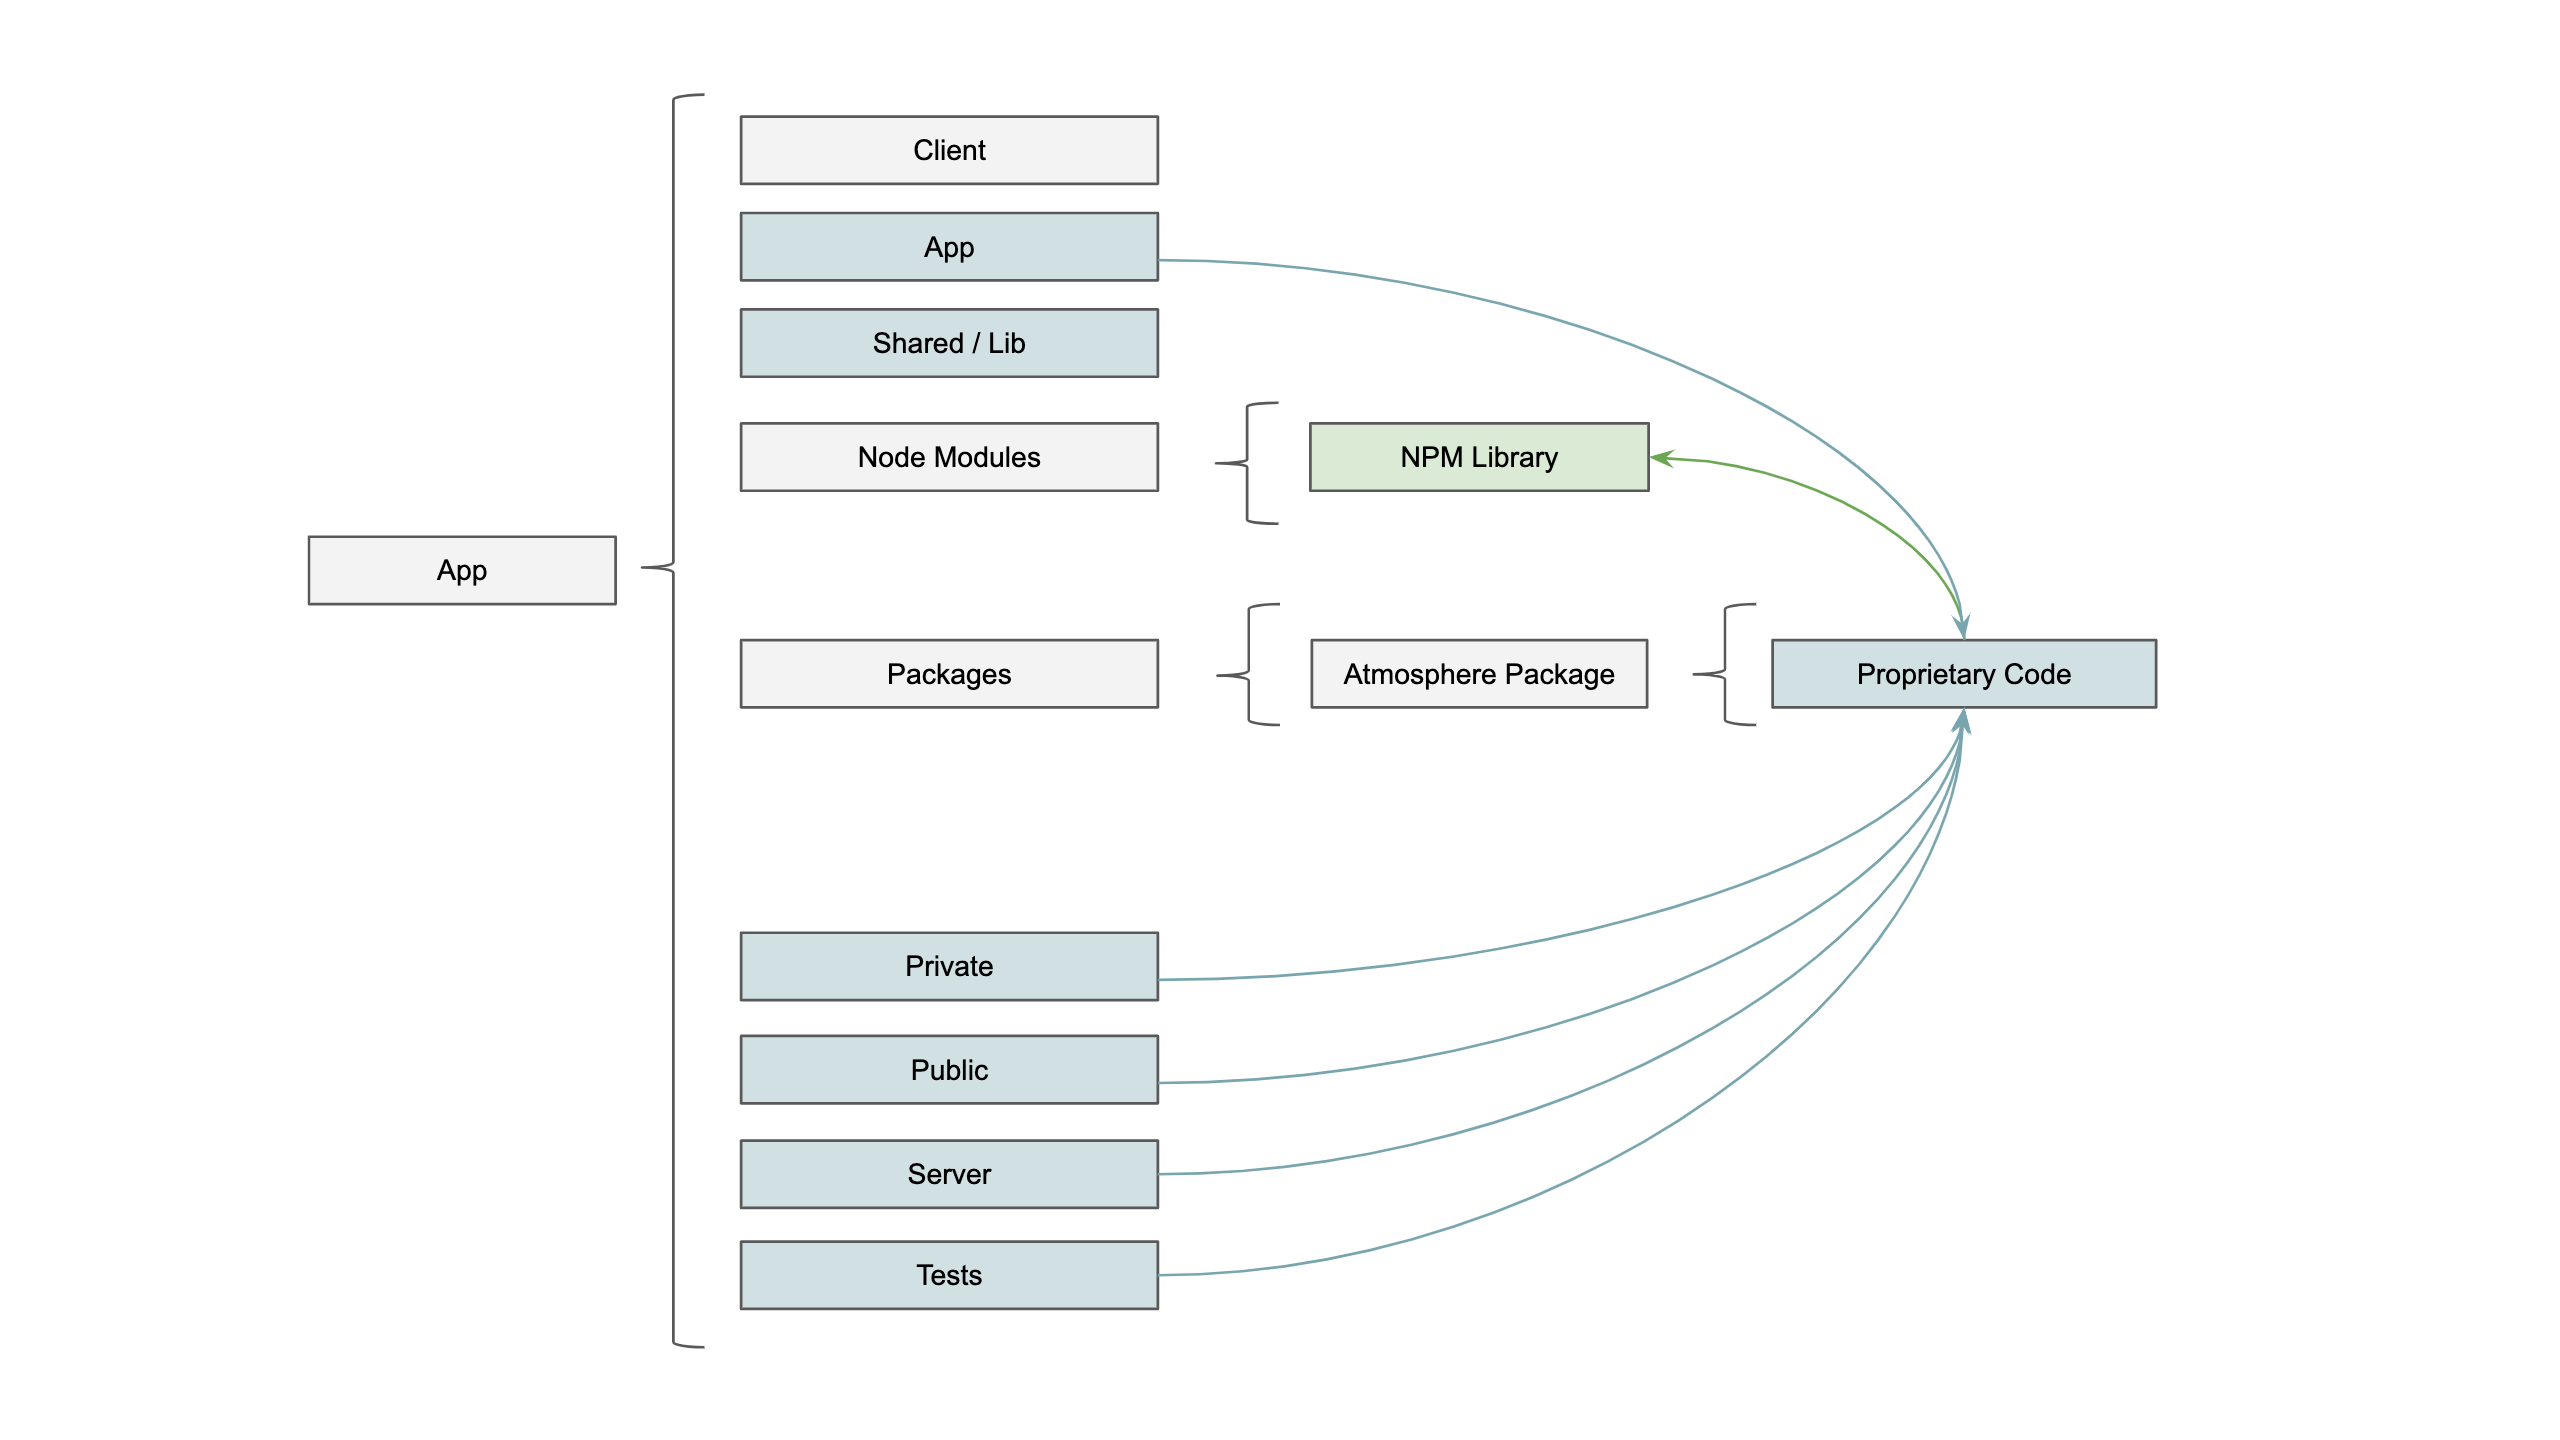 Client
App
Shared / Lib
Node Modules
NPM Library
App
Packages
Atmosphere Package
Proprietary Code
Private
Public
Server
Tests